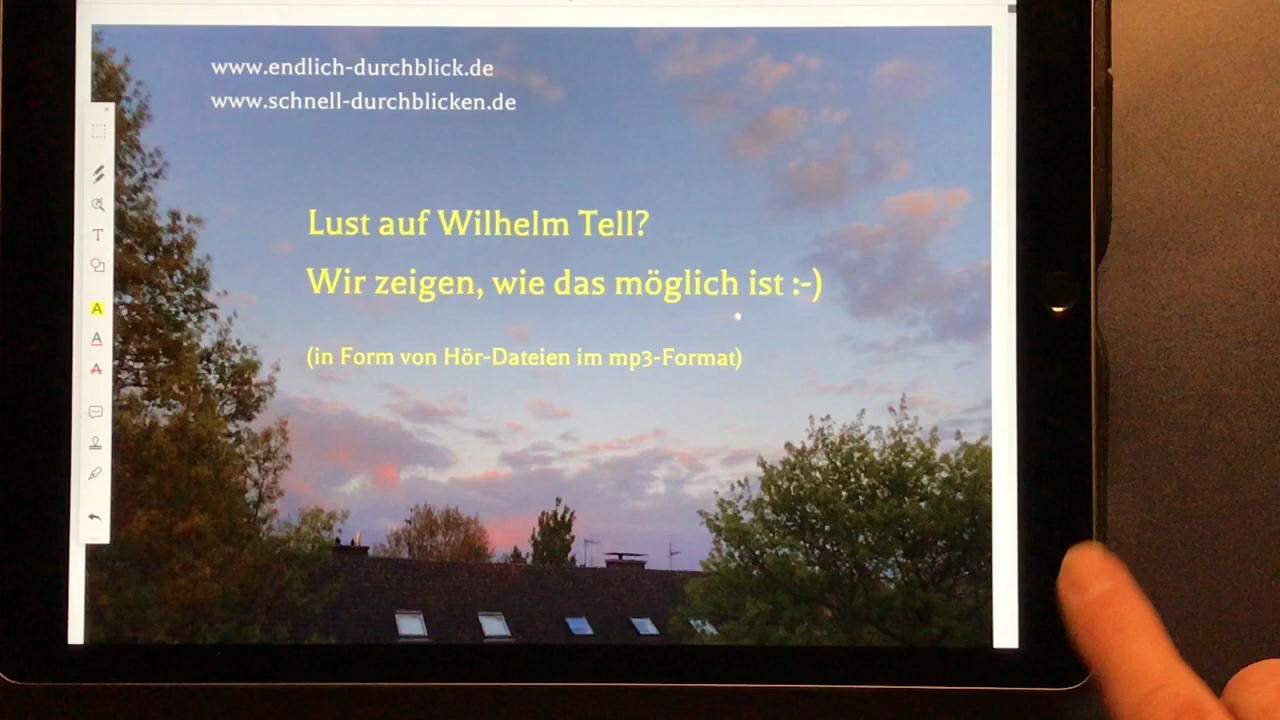 www.endlich-durchblick.de
www.schnell-durchblicken.de
Lust auf Wilhelm Tell?
Wir zeigen, wie das möglich ist :-)
(in Form von Hör-Dateien im mp3-Format)
T
A
A
A